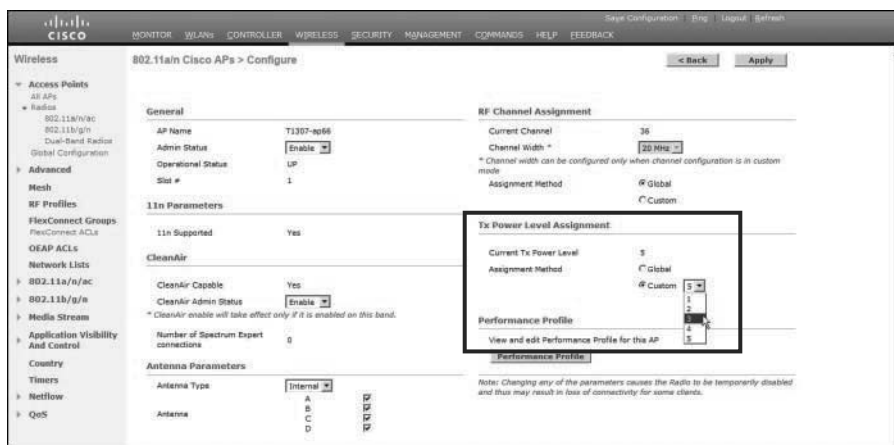 Save Configuration | Ping | Logout | Refresh
CISCO
MONITOR WLANs CONTROLLER WIRELESS SECURITY MANAGEMENT COMMANDS HELP FEEDBACK
Wireless
Access Points
All APs
Radios
802.11a/n/ac
802.11b/g/n
Dual-Band Radios
Global Configuration
Advanced
Mesh
RF Profiles
FlexConnect Groups
FlexConnect ACLs
OEAP ACLs
Network Lists
802.11a/n/ac
802.11b/g/n
Media Stream
Application Visibility
And Control
Country
Timers
Netflow
QoS
802.11a/n Cisco APs > Configure
< Back Apply
General
AP Name T1307-ap66
Admin Status Enable
Operational Status UP
Slot # 1
11n Parameters
11n Supported Yes
CleanAir
CleanAir Capable Yes
CleanAir Admin Status Enable
* CleanAir enable will take effect only if it is enabled on this band.
Number of Spectrum Expert
connections 0
Antenna Parameters
Antenna Type Internal
Antenna
A
B
C
D
RF Channel Assignment
Current Channel 36
Channel Width * 20 MHz
* Channel width can be configured only when channel configuration is in custom
mode
Assignment Method Global
Custom
Tx Power Level Assignment
Current Tx Power Level 5
Assignment Method Global
Custom 5
1
2
3
4
5
Performance Profile
View and edit Performance Profile for this AP
Performance Profile
Note: Changing any of the parameters causes the Radio to be temporarily disabled
and thus may result in loss of connectivity for some clients.